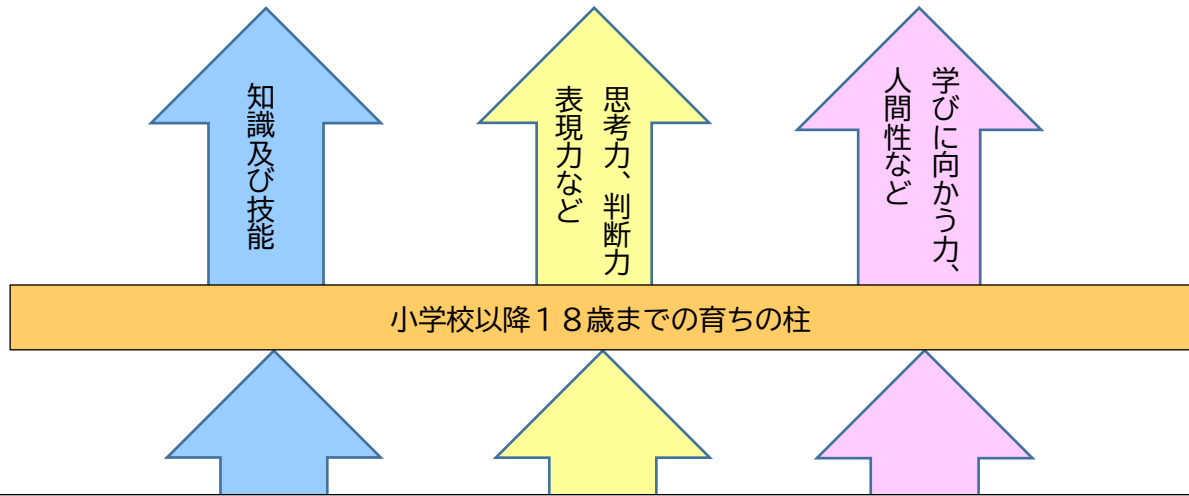 知識及び技能
思考力、判断力
表現力など
学びに向かう力、
人間性など
小学校以降１８歳までの育ちの柱